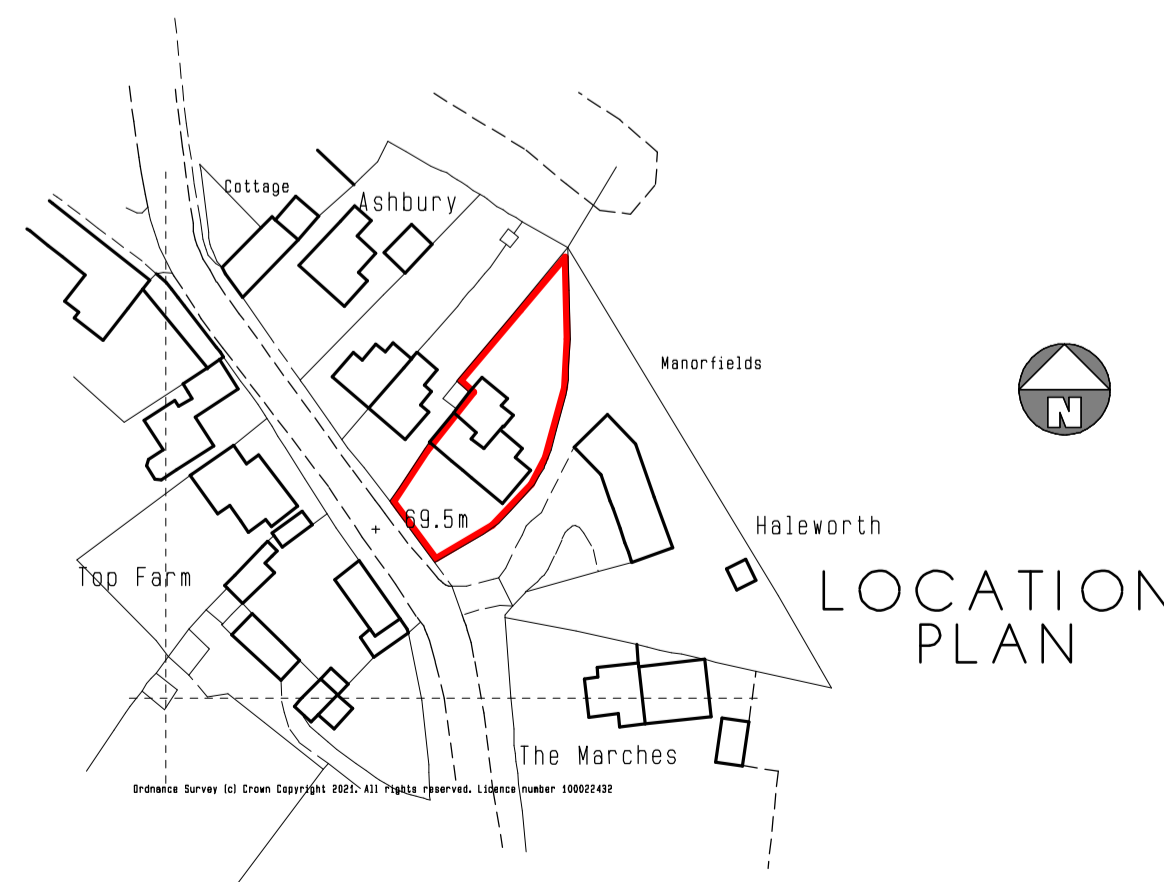 Cottage
Ashbury
Manorfields
N
69.5m
Haleworth
Top Farm
LOCATION
PLAN
The Marches
Ordnance Survey (c) Crown Copyright 2021. All rights reserved. Licence number 100022432